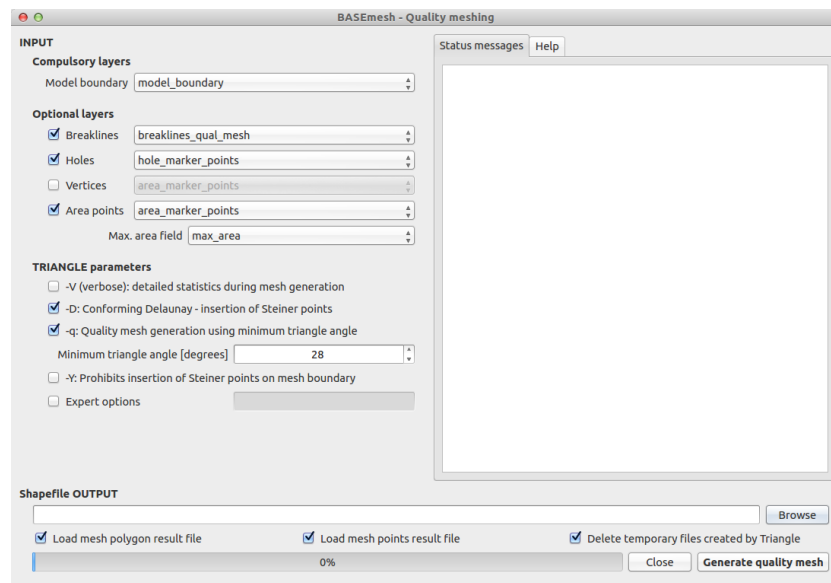 BASEmesh - Quality meshing
INPUT
Compulsory layers
Model boundary model_boundary
Optional layers
Breaklines breaklines_qual_mesh
Holes hole_marker_points
Vertices area_marker_points
Area points area_marker_points
Max. area field max_area
TRIANGLE parameters
-V (verbose): detailed statistics during mesh generation
-D: Conforming Delaunay - insertion of Steiner points
-q: Quality mesh generation using minimum triangle angle
Minimum triangle angle [degrees] 28
-Y: Prohibits insertion of Steiner points on mesh boundary
Expert options
Status messages Help
Shapefile OUTPUT
Browse
Load mesh polygon result file Load mesh points result file Delete temporary files created by Triangle
0% Close Generate quality mesh